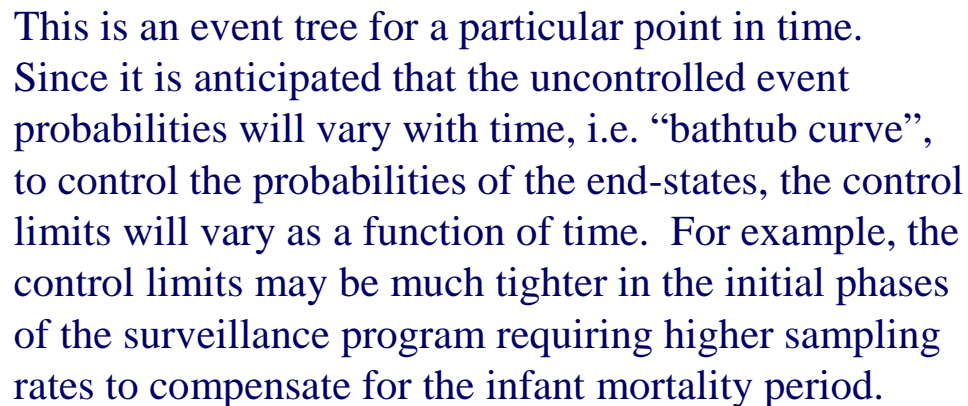 This is an event tree for a particular point in time.
Since it is anticipated that the uncontrolled event
probabilities will vary with time, i.e. “bathtub curve”,
to control the probabilities of the end-states, the control
limits will vary as a function of time.  For example, the
control limits may be much tighter in the initial phases
of the surveillance program requiring higher sampling
rates to compensate for the infant mortality period.